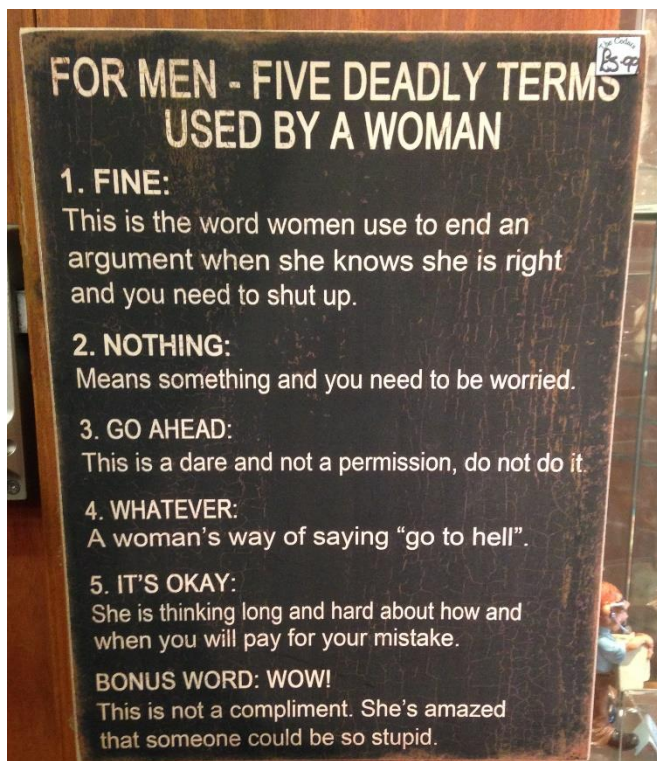 The Cedars
£5.99
FOR MEN - FIVE DEADLY TERMS
USED BY A WOMAN
1. FINE:
This is the word women use to end an
argument when she knows she is right
and you need to shut up.
2. NOTHING:
Means something and you need to be worried.
3. GO AHEAD:
This is a dare and not a permission, do not do it.
4. WHATEVER:
A woman's way of saying “go to hell”.
5. IT'S OKAY:
She is thinking long and hard about how and
when you will pay for your mistake.
BONUS WORD: WOW!
This is not a compliment. She's amazed
that someone could be so stupid.